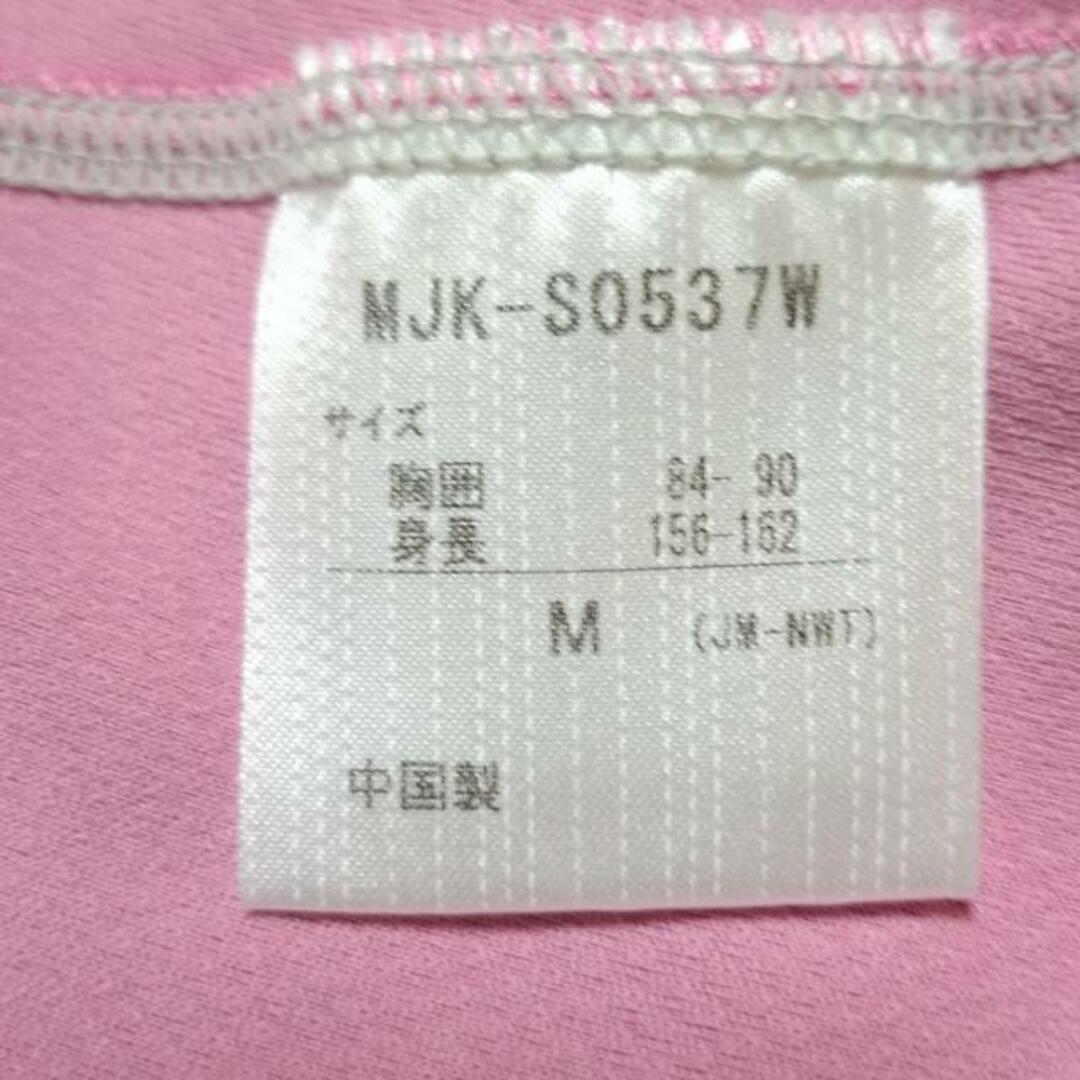 MJK-S0537W
サイズ
胸囲 84- 90
身長 156-162
M (JM-NWT)
中国製